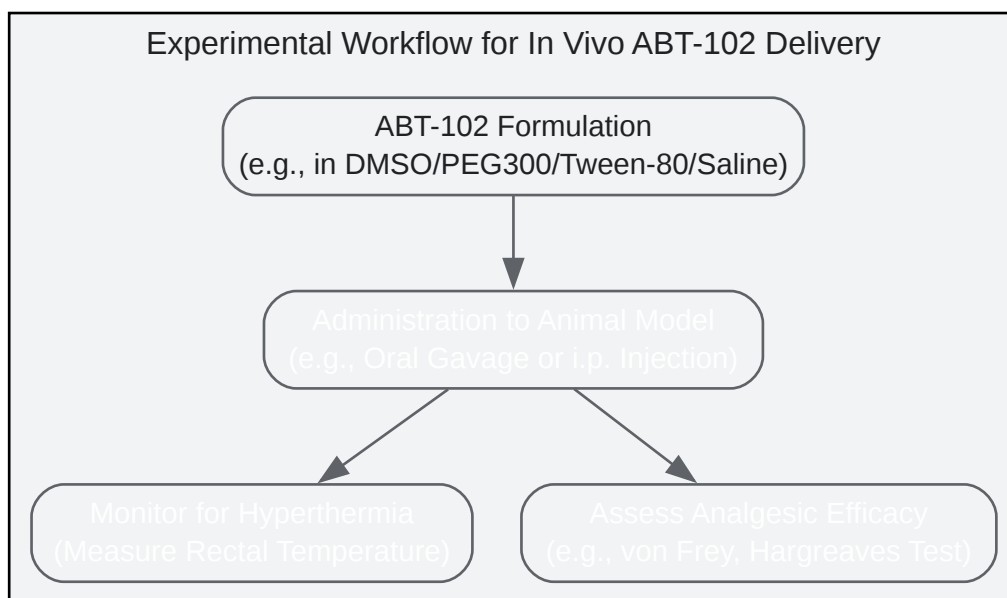 Experimental Workflow for In Vivo ABT-102 Delivery
ABT-102 Formulation
(e.g., in DMSO/PEG300/Tween-80/Saline)
Administration to Animal Model
(e.g., Oral Gavage or i.p. Injection)
Monitor for Hyperthermia
(Measure Rectal Temperature)
Assess Analgesic Efficacy
(e.g., von Frey, Hargreaves Test)